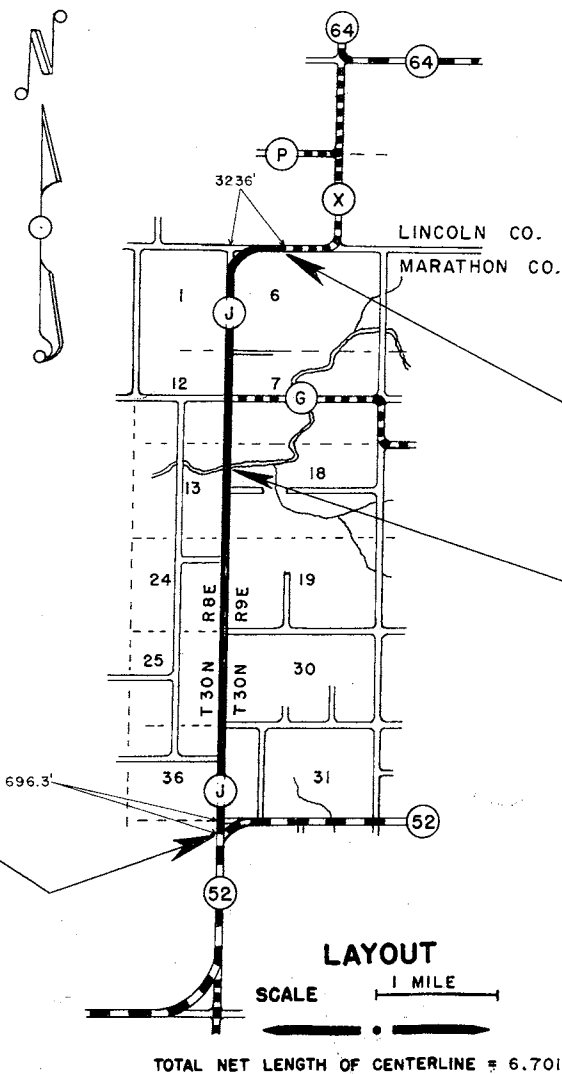 N
64
64
P
X
3236'
LINCOLN CO.
MARATHON CO.
1
6
J
12
7
G
13
18
24
19
R8E
R9E
25
30
T30N
T30N
36
31
696.3'
J
52
52
LAYOUT
SCALE
1 MILE
TOTAL NET LENGTH OF CENTERLINE = 6.701